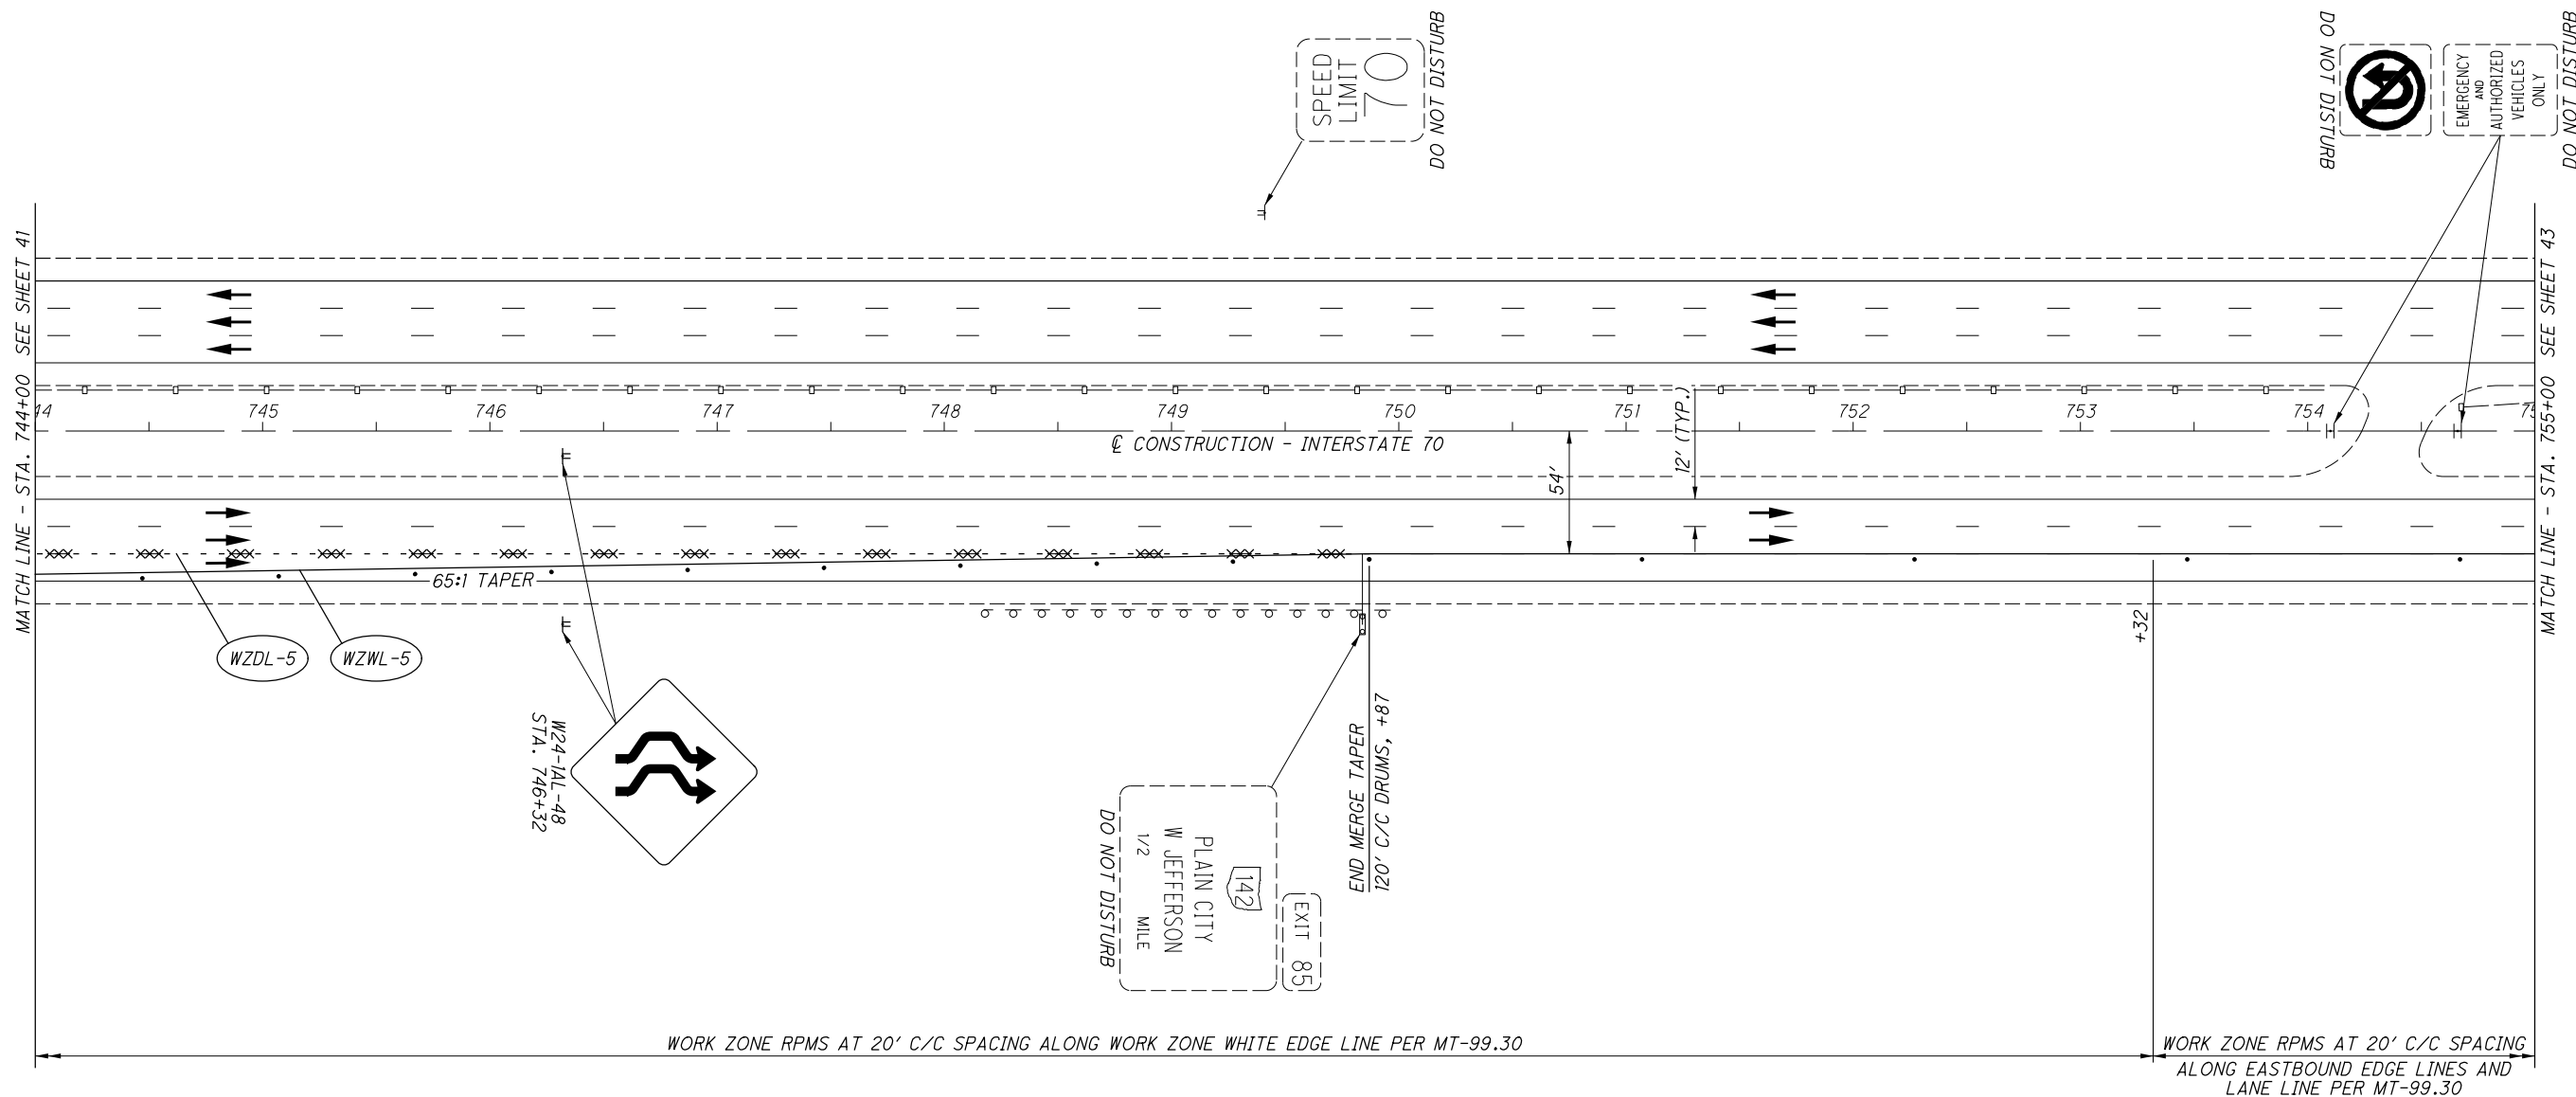 SPEED
LIMIT
70
DO NOT DISTURB
DO NOT DISTURB
EMERGENCY
AND
AUTHORIZED
VEHICLES
ONLY
DO NOT DISTURB
MATCH LINE - STA. 744+00 SEE SHEET 41
44
745
746
747
748
749
750
751
752
753
754
75
℄ CONSTRUCTION - INTERSTATE 70
54'
12' (TYP.)
MATCH LINE - STA. 755+00 SEE SHEET 43
65:1 TAPER
WZDL-5
WZWL-5
W24-1AL-48
STA. 746+32
END MERGE TAPER
120' C/C DRUMS, +87
+32
EXIT 85
142
PLAIN CITY
W JEFFERSON
1/2 MILE
DO NOT DISTURB
WORK ZONE RPMS AT 20' C/C SPACING ALONG WORK ZONE WHITE EDGE LINE PER MT-99.30
WORK ZONE RPMS AT 20' C/C SPACING
ALONG EASTBOUND EDGE LINES AND
LANE LINE PER MT-99.30